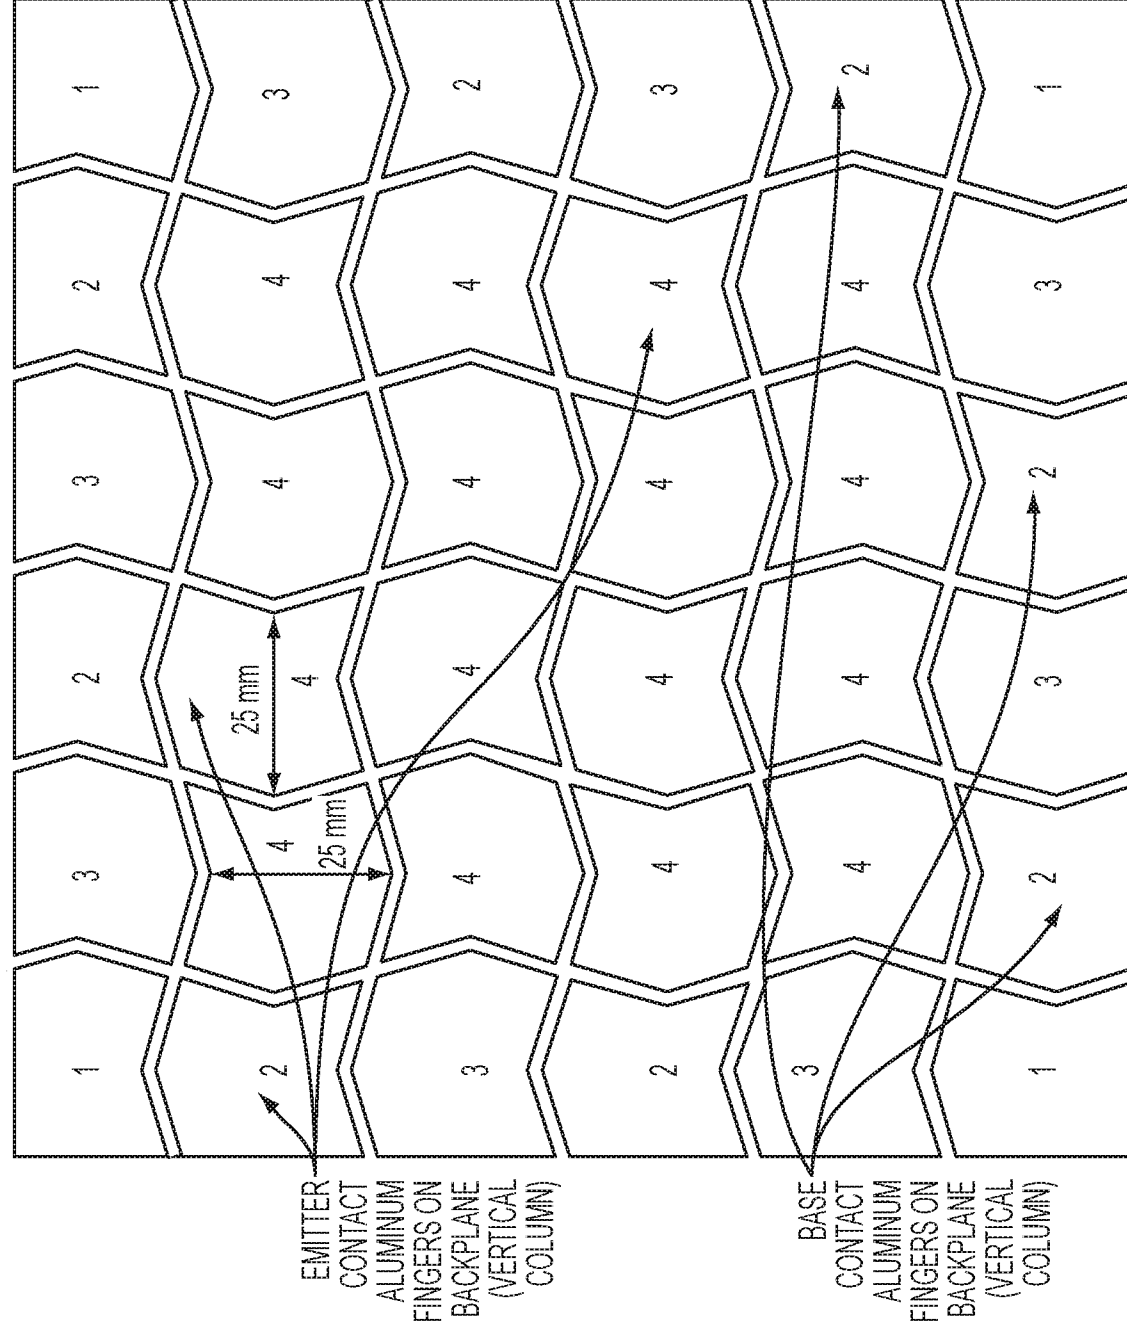 1 3 2 3 2 1
25 mm
2 4 4 4 4 3
25 mm
EMITTER
CONTACT
ALUMINUM
FINGERS ON
BACKPLANE
(VERTICAL
COLUMN)
3 4 4 4 4 2
2 4 4 4 4 3
3 4 4 4 4 2
BASE
CONTACT
ALUMINUM
FINGERS ON
BACKPLANE
(VERTICAL
COLUMN)
1 2 3 2 3 1